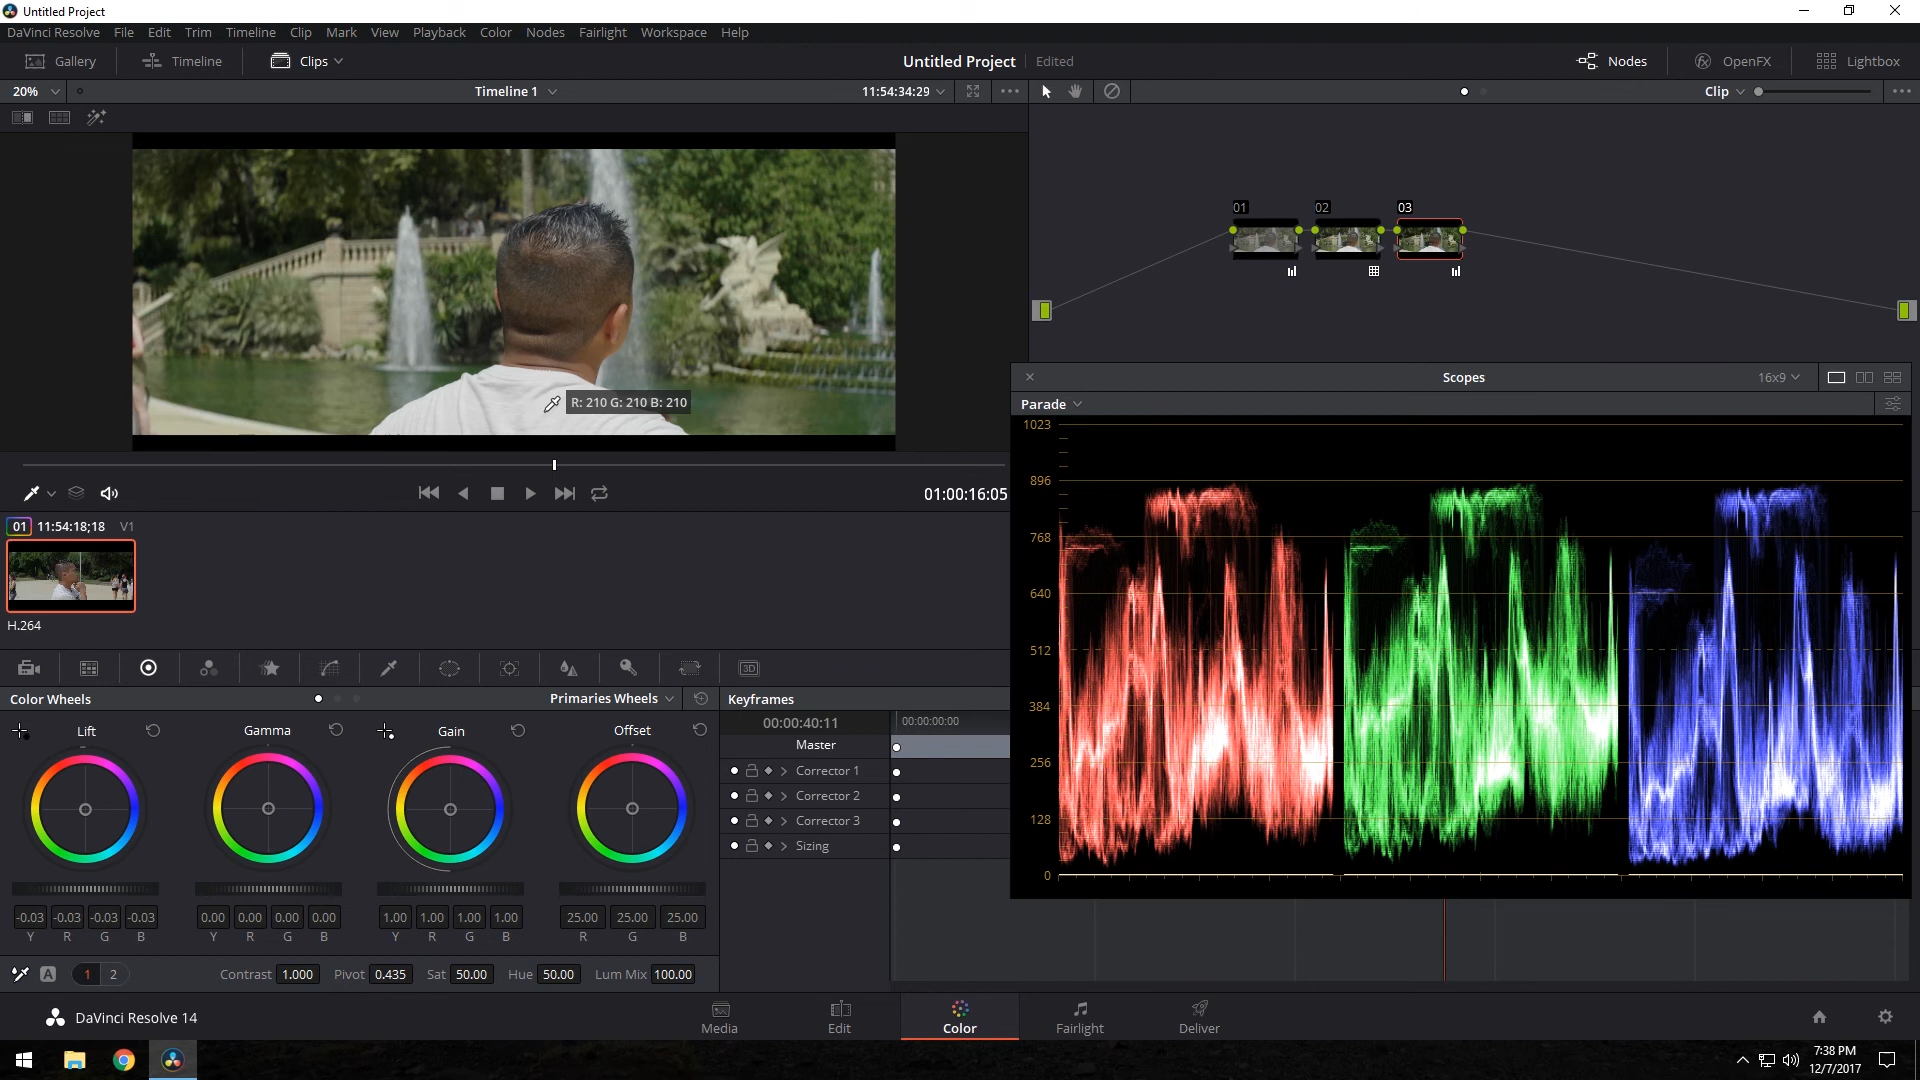 Untitled Project
DaVinci Resolve File Edit Trim Timeline Clip Mark View Playback Color Nodes Fairlight Workspace Help
Gallery Timeline Clips Untitled Project Edited Nodes OpenFX Lightbox
20% Timeline 1 11:54:34:29 Clip
01 02 03
R: 210 G: 210 B: 210
Scopes 16x9
Parade
1023
896
768
640
512
384
256
128
0
01:00:16:05
01 11:54:18;18 V1
H.264
3D
Color Wheels Primaries Wheels Keyframes
Lift Gamma Gain Offset
00:00:40:11 00:00:00:00
Master
Corrector 1
Corrector 2
Corrector 3
Sizing
-0.03 -0.03 -0.03 -0.03 0.00 0.00 0.00 0.00 1.00 1.00 1.00 1.00 25.00 25.00 25.00
Y R G B Y R G B Y R G B R G B
A 1 2 Contrast 1.000 Pivot 0.435 Sat 50.00 Hue 50.00 Lum Mix 100.00
DaVinci Resolve 14 Media Edit Color Fairlight Deliver
7:38 PM
12/7/2017